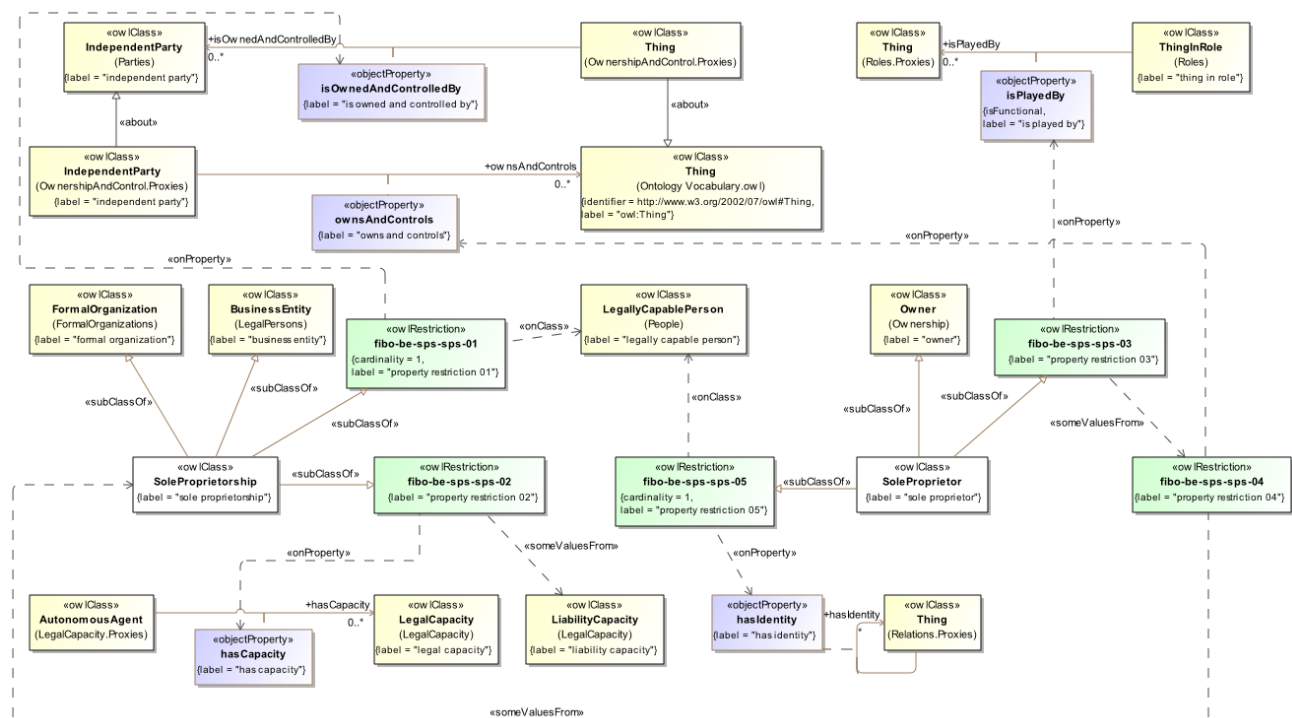 «owlClass»
IndependentParty
(Parties)
{label = "independent party"}
+isOwnedAndControlledBy
0..*
«objectProperty»
isOwnedAndControlledBy
{label = "is owned and controlled by"}
«owlClass»
Thing
(OwnershipAndControl.Proxies)
«owlClass»
Thing
(Roles.Proxies)
+isPlayedBy
0..*
«owlClass»
ThingInRole
(Roles)
{label = "thing in role"}
«objectProperty»
isPlayedBy
{isFunctional,
label = "is played by"}
«about»
«about»
«owlClass»
IndependentParty
(OwnershipAndControl.Proxies)
{label = "independent party"}
+ownsAndControls
0..*
«objectProperty»
ownsAndControls
{label = "owns and controls"}
«owlClass»
Thing
(Ontology Vocabulary.owl)
{identifier = http://www.w3.org/2002/07/owl#Thing,
label = "owl:Thing"}
«onProperty»
«onProperty»
«onProperty»
«owlClass»
FormalOrganization
(FormalOrganizations)
{label = "formal organization"}
«owlClass»
BusinessEntity
(LegalPersons)
{label = "business entity"}
«owlRestriction»
fibo-be-sps-sps-01
{cardinality = 1,
label = "property restriction 01"}
«onClass»
«owlClass»
LegallyCapablePerson
(People)
{label = "legally capable person"}
«owlClass»
Owner
(Ownership)
{label = "owner"}
«owlRestriction»
fibo-be-sps-sps-03
{label = "property restriction 03"}
«subClassOf»
«subClassOf»
«subClassOf»
«onClass»
«subClassOf»
«subClassOf»
«someValuesFrom»
«owlClass»
SoleProprietorship
{label = "sole proprietorship"}
«subClassOf»
«owlRestriction»
fibo-be-sps-sps-02
{label = "property restriction 02"}
«owlRestriction»
fibo-be-sps-sps-05
{cardinality = 1,
label = "property restriction 05"}
«subClassOf»
«owlClass»
SoleProprietor
{label = "sole proprietor"}
«owlRestriction»
fibo-be-sps-sps-04
{label = "property restriction 04"}
«onProperty»
«someValuesFrom»
«onProperty»
«owlClass»
AutonomousAgent
(LegalCapacity.Proxies)
+hasCapacity
0..*
«objectProperty»
hasCapacity
{label = "has capacity"}
«owlClass»
LegalCapacity
(LegalCapacity)
{label = "legal capacity"}
«owlClass»
LiabilityCapacity
(LegalCapacity)
{label = "liability capacity"}
«objectProperty»
hasIdentity
{label = "has identity"}
+hasIdentity
*
«owlClass»
Thing
(Relations.Proxies)
«someValuesFrom»